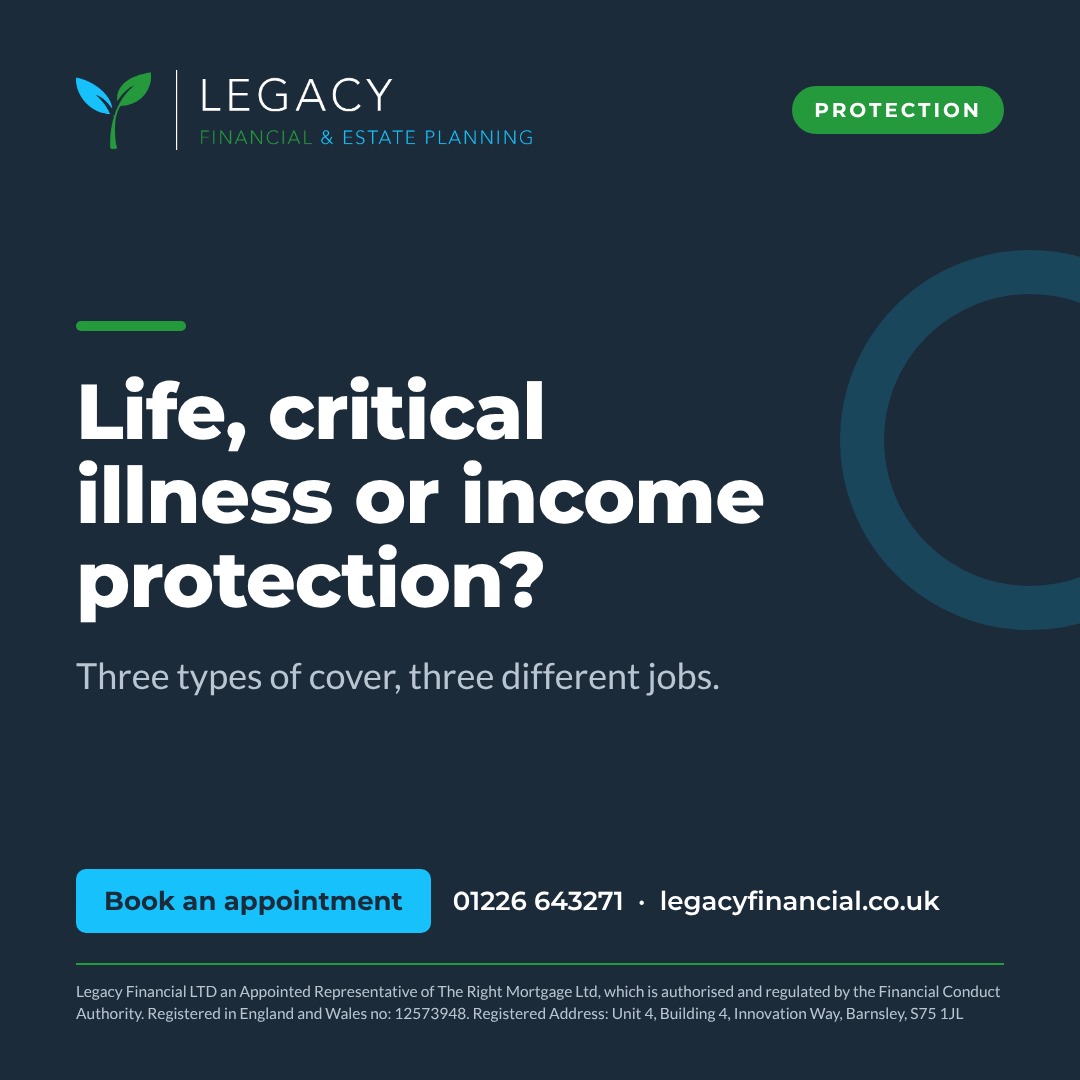 LEGACY
FINANCIAL & ESTATE PLANNING
PROTECTION
Life, critical
illness or income
protection?
Three types of cover, three different jobs.
Book an appointment
01226 643271 · legacyfinancial.co.uk
Legacy Financial LTD an Appointed Representative of The Right Mortgage Ltd, which is authorised and regulated by the Financial Conduct
Authority. Registered in England and Wales no: 12573948. Registered Address: Unit 4, Building 4, Innovation Way, Barnsley, S75 1JL